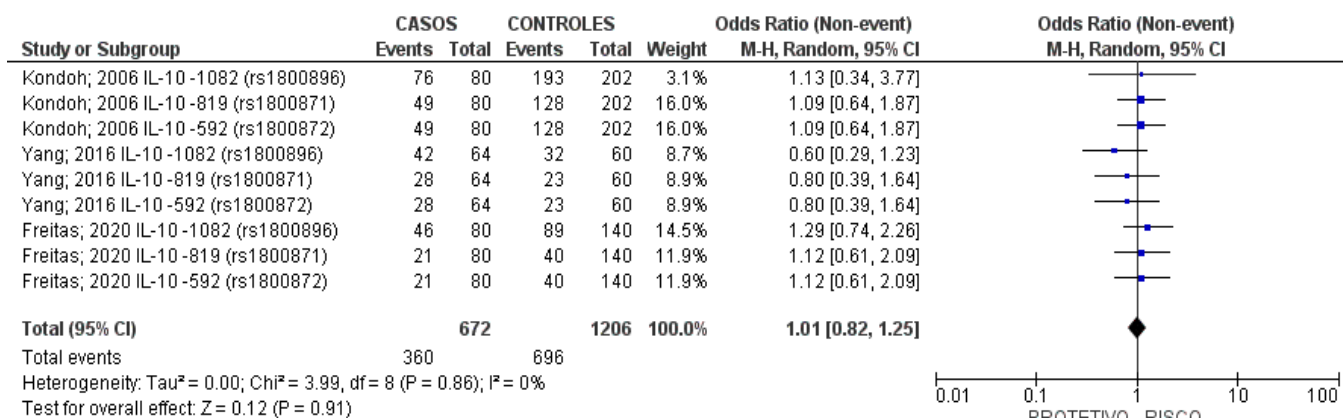 CASOS CONTROLES Odds Ratio (Non-event) Odds Ratio (Non-event)
Study or Subgroup Events Total Events Total Weight M-H, Random, 95% CI M-H, Random, 95% CI
Kondoh; 2006 IL-10 -1082 (rs1800896) 76 80 193 202 3.1% 1.13 [0.34, 3.77]
Kondoh; 2006 IL-10 -819 (rs1800871) 49 80 128 202 16.0% 1.09 [0.64, 1.87]
Kondoh; 2006 IL-10 -592 (rs1800872) 49 80 128 202 16.0% 1.09 [0.64, 1.87]
Yang; 2016 IL-10 -1082 (rs1800896) 42 64 32 60 8.7% 0.60 [0.29, 1.23]
Yang; 2016 IL-10 -819 (rs1800871) 28 64 23 60 8.9% 0.80 [0.39, 1.64]
Yang; 2016 IL-10 -592 (rs1800872) 28 64 23 60 8.9% 0.80 [0.39, 1.64]
Freitas; 2020 IL-10 -1082 (rs1800896) 46 80 89 140 14.5% 1.29 [0.74, 2.26]
Freitas; 2020 IL-10 -819 (rs1800871) 21 80 40 140 11.9% 1.12 [0.61, 2.09]
Freitas; 2020 IL-10 -592 (rs1800872) 21 80 40 140 11.9% 1.12 [0.61, 2.09]
Total (95% CI) 672 1206 100.0% 1.01 [0.82, 1.25]
Total events 360 696
Heterogeneity: Tau² = 0.00; Chi² = 3.99, df = 8 (P = 0.86); I² = 0%
Test for overall effect: Z = 0.12 (P = 0.91)
0.01 0.1 1 10 100
PROTETIVO RISCO